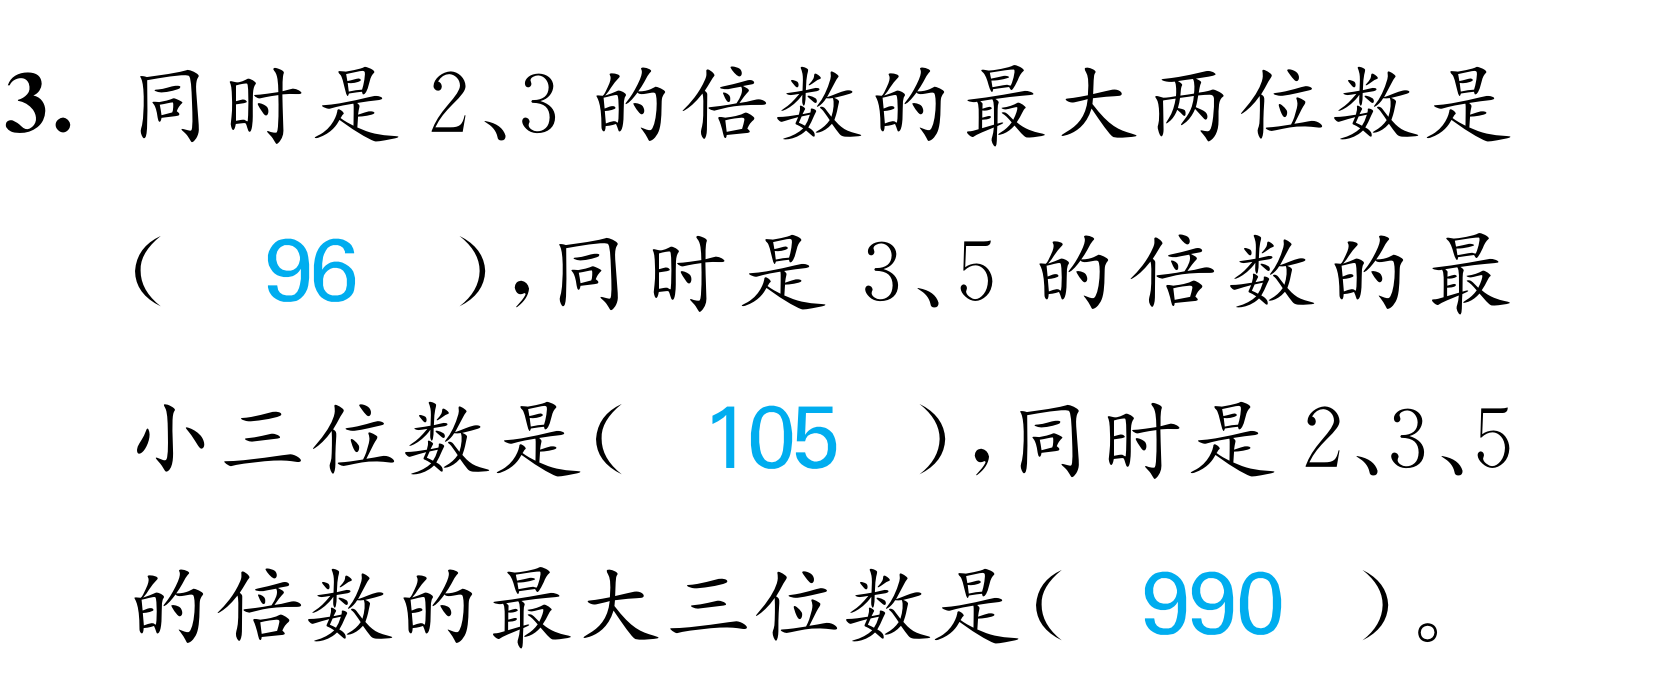 3. 同时是 2、3 的倍数的最大两位数是
( 96 ),同时是 3、5 的倍数的最
小三位数是( 105 ),同时是 2、3、5
的倍数的最大三位数是( 990 )。